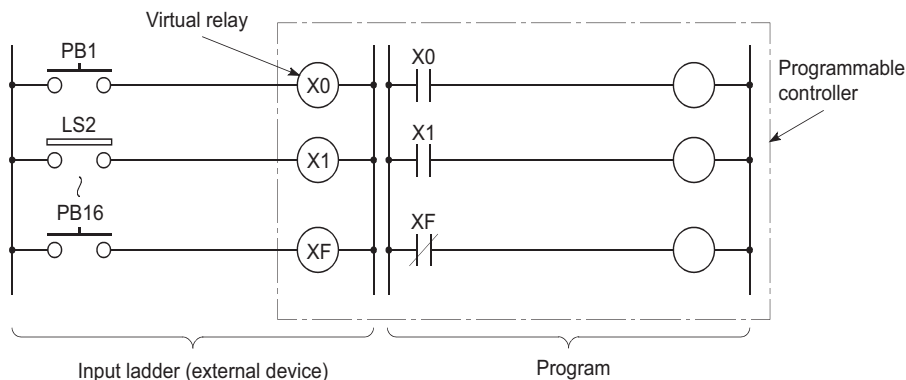 Virtual relay
PB1
X0
X0
Programmable
controller
LS2
X1
X1
PB16
XF
XF
Input ladder (external device)
Program